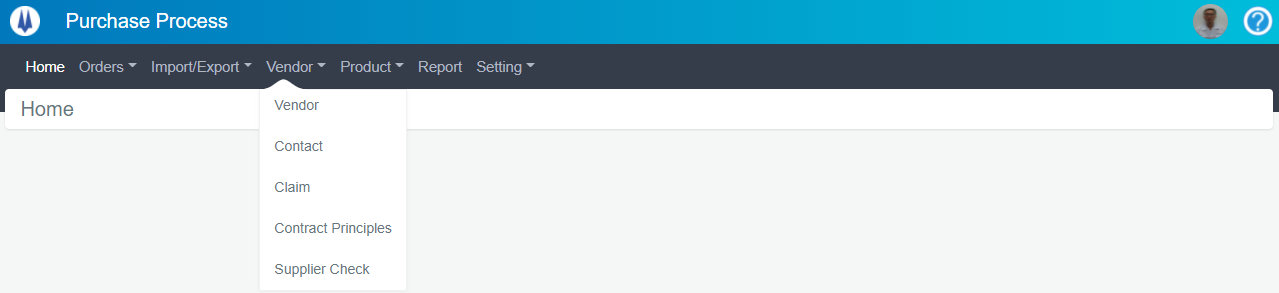 Purchase Process
Home Orders Import/Export Vendor Product Report Setting
Home
Vendor
Contact
Claim
Contract Principles
Supplier Check